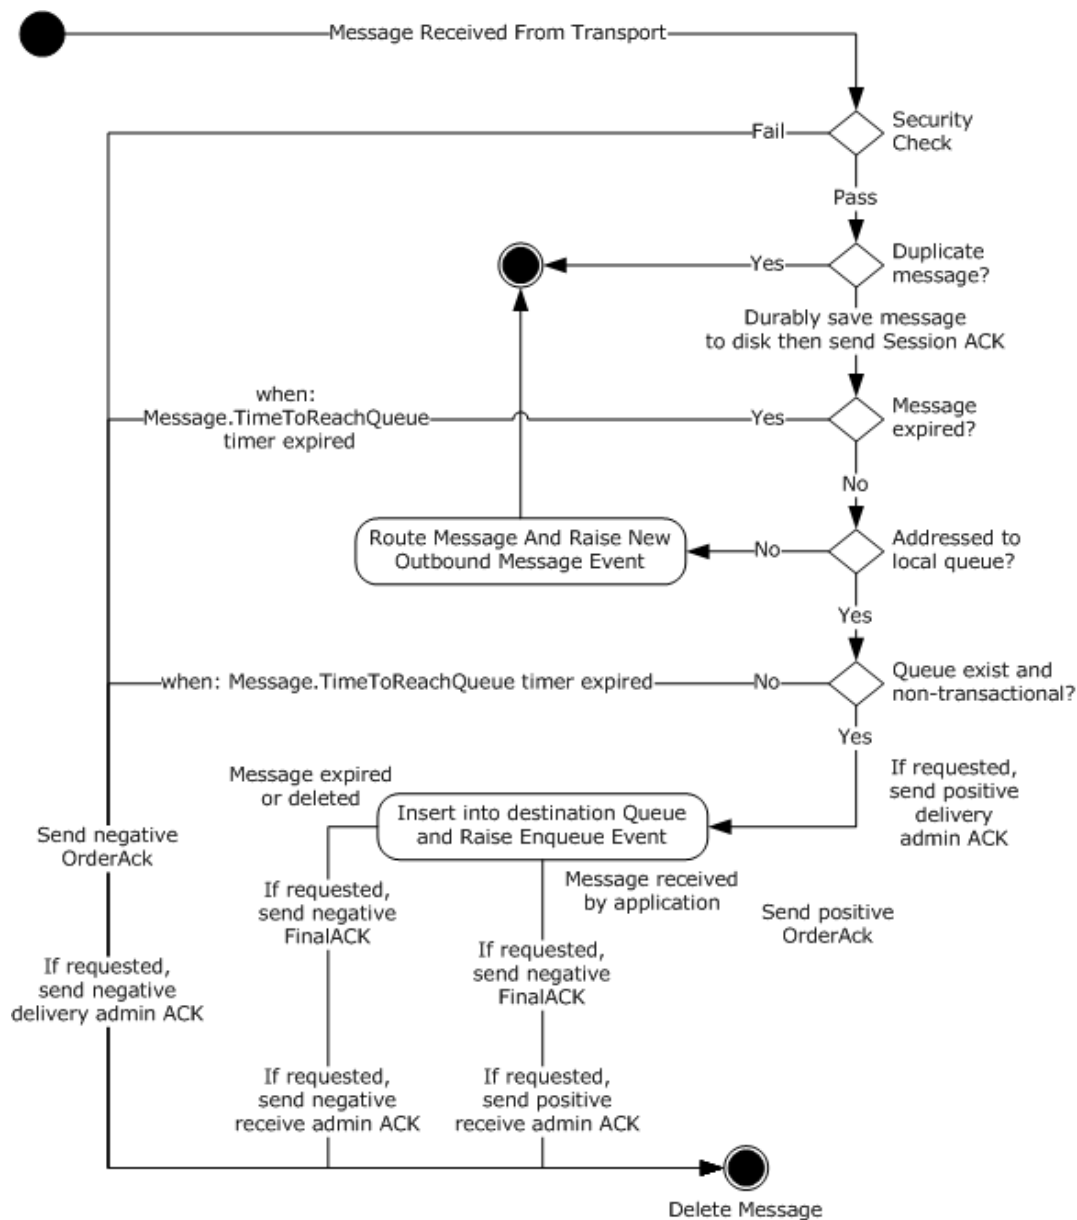 Message Received From Transport
Security
Check
Fail
Pass
Duplicate
message?
Yes
Durably save message
to disk then send Session ACK
when:
Message.TimeToReachQueue
timer expired
Yes
Message
expired?
No
Route Message And Raise New
Outbound Message Event
No
Addressed to
local queue?
Yes
when: Message.TimeToReachQueue timer expired
No
Queue exist and
non-transactional?
Yes
If requested,
send positive
delivery
admin ACK
Message expired
or deleted
Insert into destination Queue
and Raise Enqueue Event
Send negative
OrderAck
If requested,
send negative
FinalACK
Message received
by application
Send positive
OrderAck
If requested,
send negative
FinalACK
If requested,
send negative
delivery admin ACK
If requested,
send negative
receive admin ACK
If requested,
send positive
receive admin ACK
Delete Message